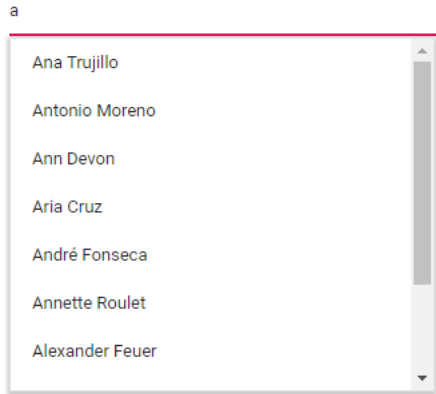 a
Ana Trujillo
Antonio Moreno
Ann Devon
Aria Cruz
André Fonseca
Annette Roulet
Alexander Feuer